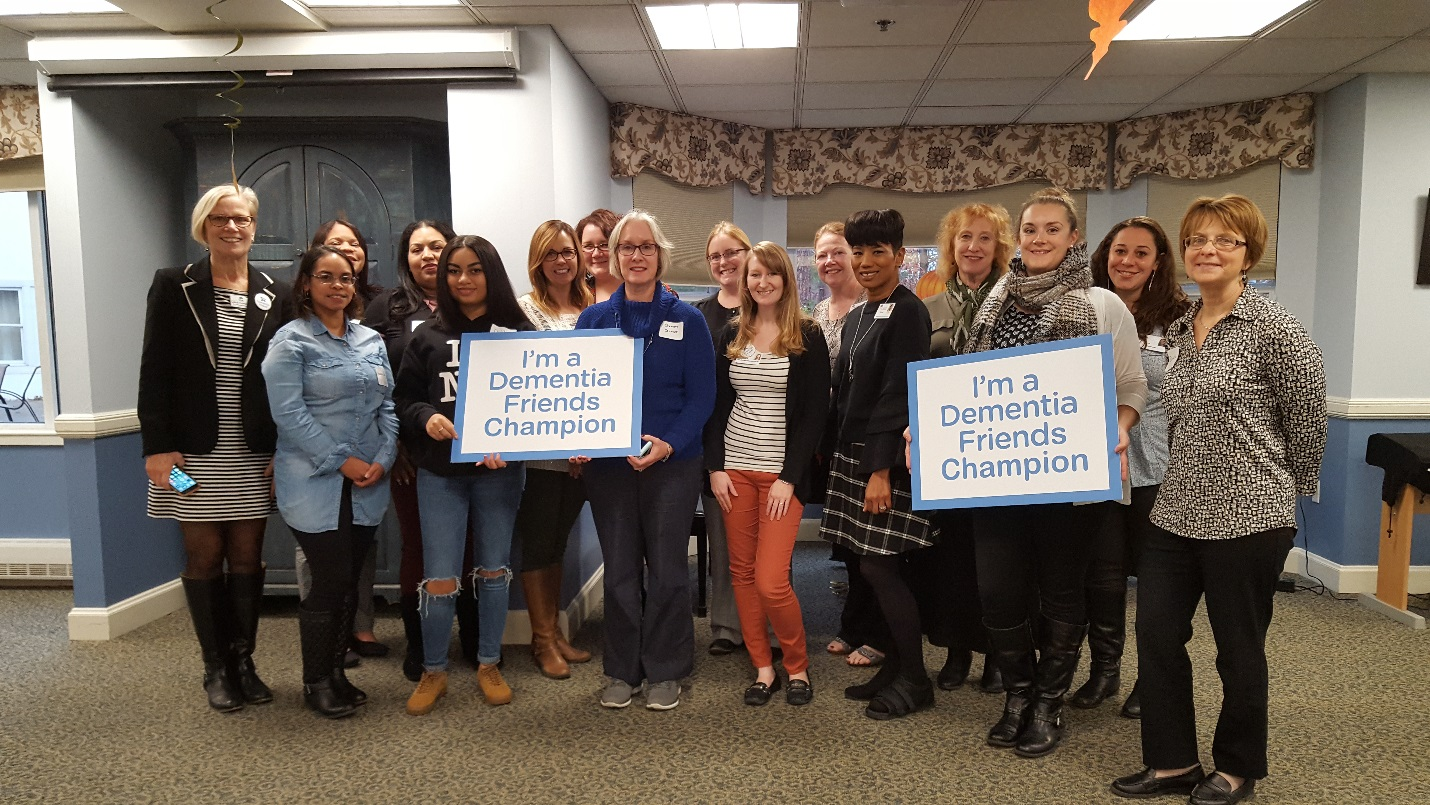 I'm a
Dementia
Friends
Champion
I'm a
Dementia
Friends
Champion